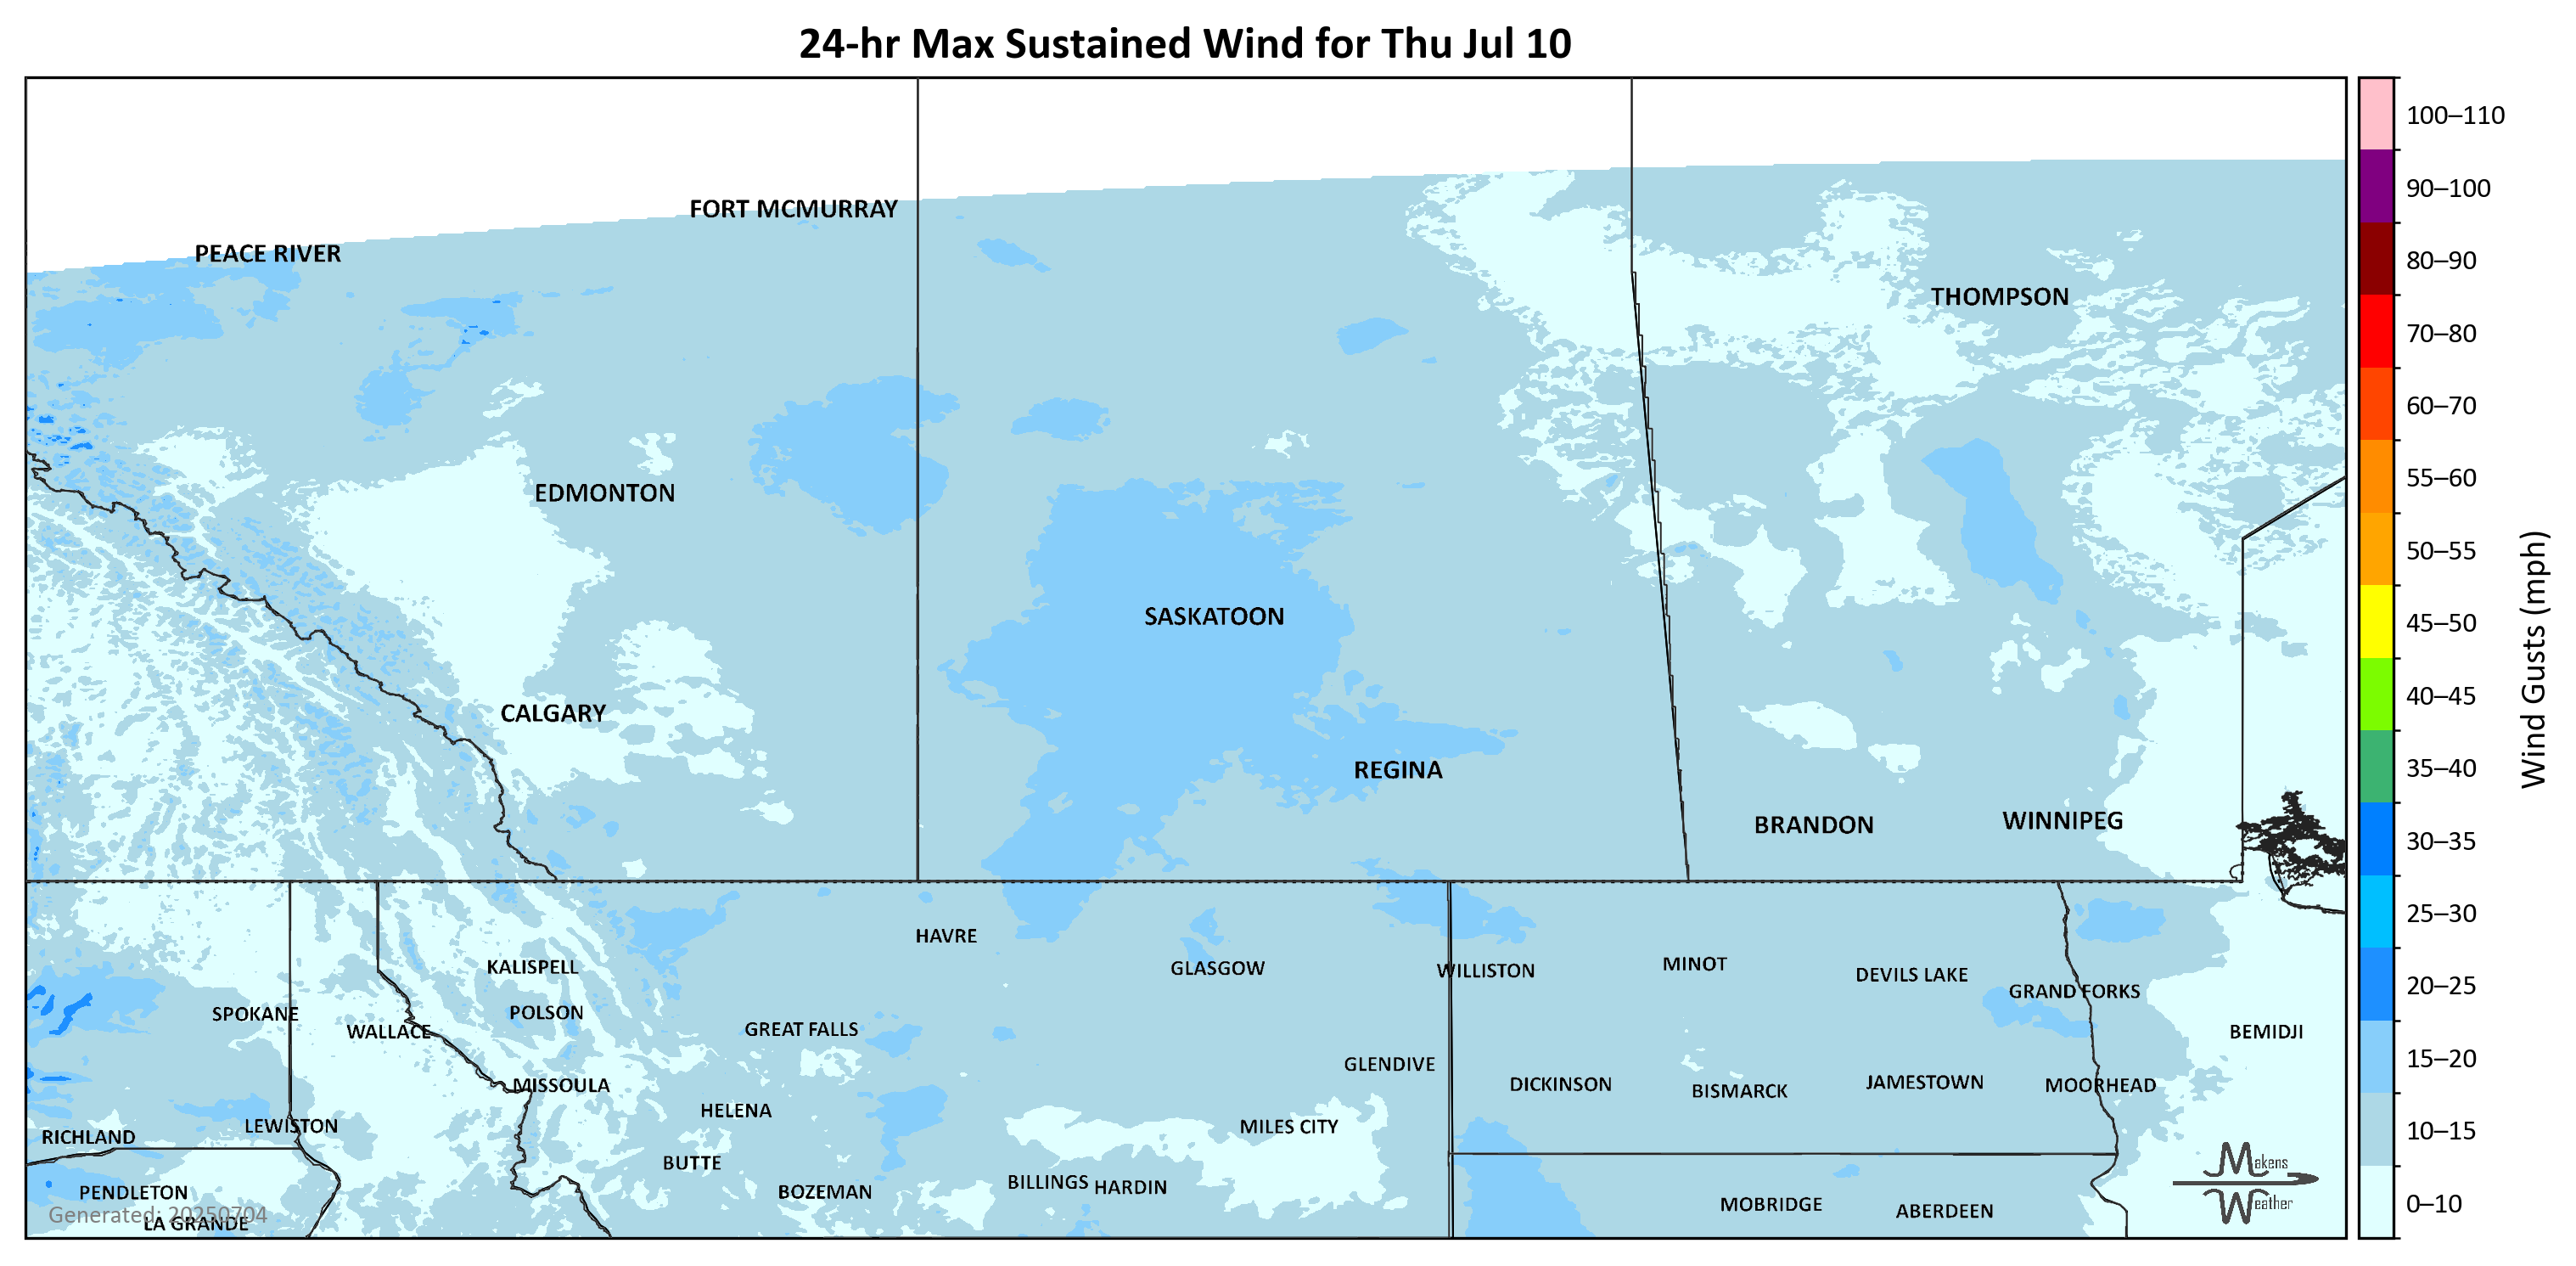 24-hr Max Sustained Wind for Thu Jul 10
100–110
FORT MCMURRAY
90–100
PEACE RIVER
80–90
THOMPSON
70–80
60–70
EDMONTON
55–60
50–55
SASKATOON
45–50
Wind Gusts (mph)
CALGARY
40–45
REGINA
35–40
BRANDON
WINNIPEG
30–35
HAVRE
25–30
KALISPELL
GLASGOW
WILLISTON
MINOT
DEVILS LAKE
GRAND FORKS
20–25
SPOKANE
POLSON
WALLACE
GREAT FALLS
BEMIDJI
15–20
GLENDIVE
MISSOULA
DICKINSON
BISMARCK
JAMESTOWN
MOORHEAD
HELENA
LEWISTON
MILES CITY
10–15
RICHLAND
BUTTE
Makens
Weather
PENDLETON
BOZEMAN
BILLINGS
HARDIN
MOBRIDGE
ABERDEEN
0–10
Generated: 20250704
LA GRANDE